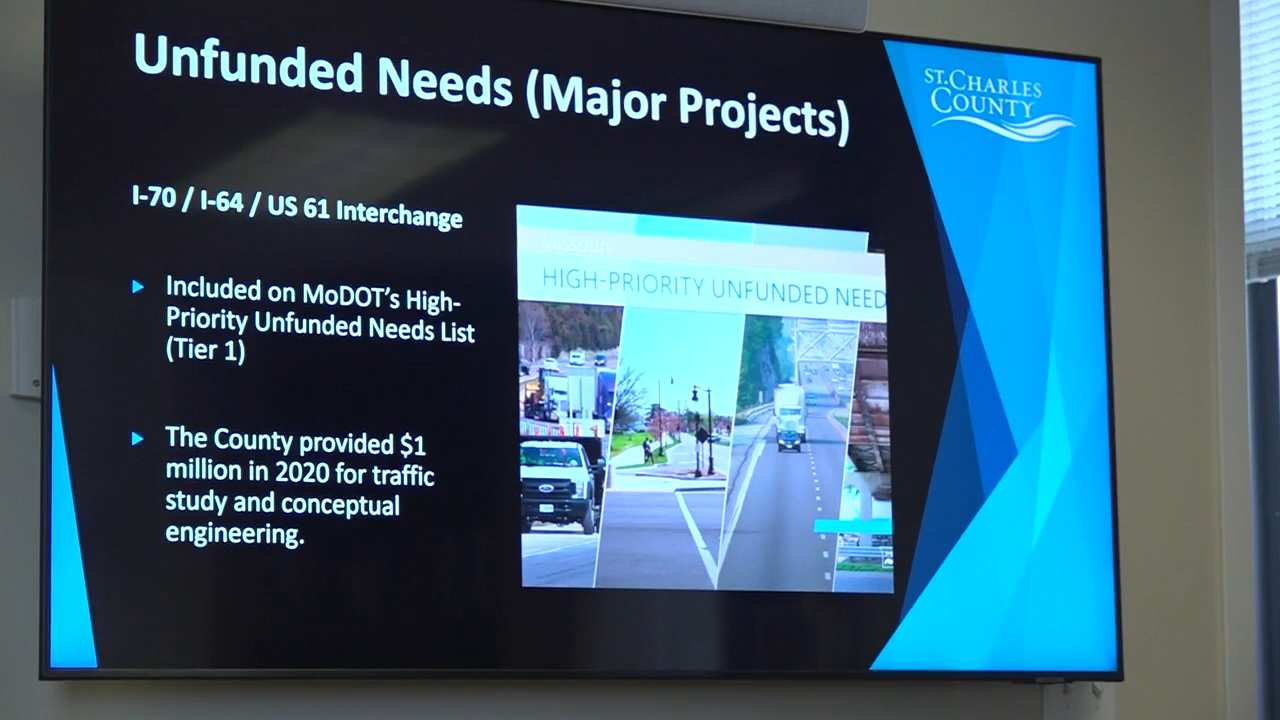 Unfunded Needs (Major Projects)
ST. CHARLES
COUNTY
I-70 / I-64 / US 61 Interchange
Included on MoDOT's High-
Priority Unfunded Needs List
(Tier 1)
The County provided $1
million in 2020 for traffic
study and conceptual
engineering.
Missouri
HIGH-PRIORITY UNFUNDED NEED